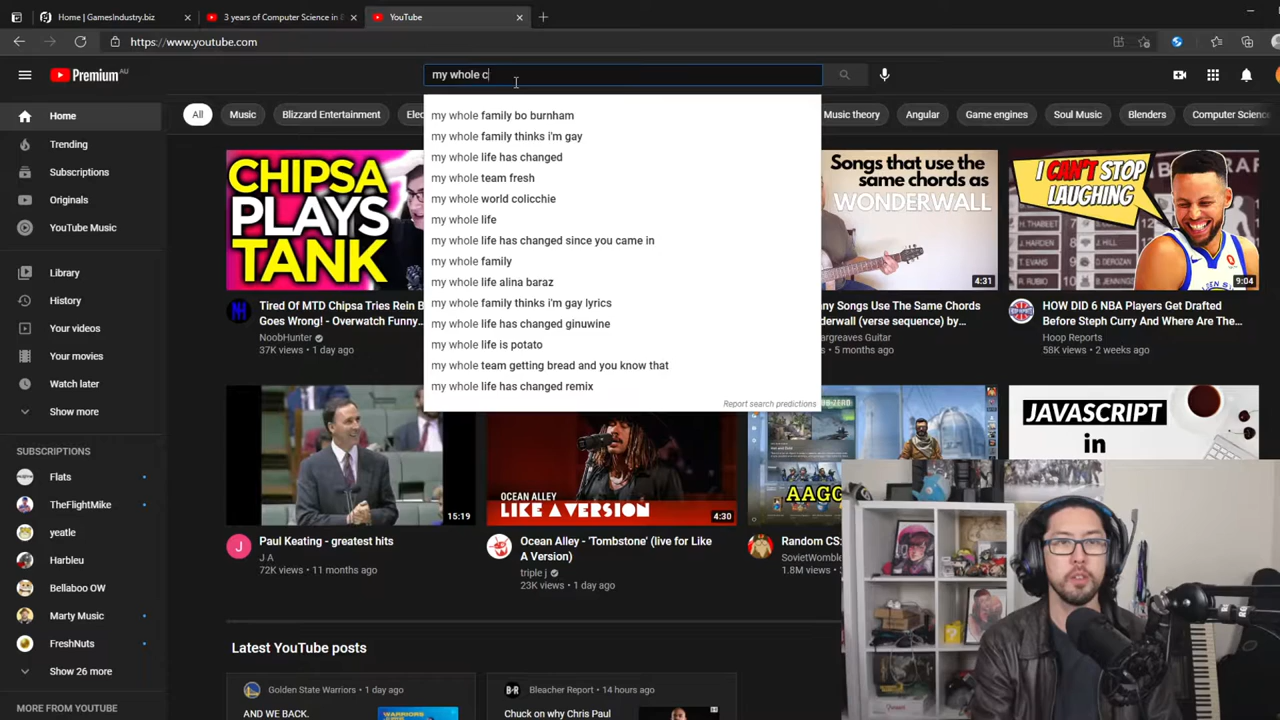 Home | GamesIndustry.biz
3 years of Computer Science in 8
YouTube
https://www.youtube.com
Premium AU
my whole c
All
Music
Blizzard Entertainment
Music theory
Angular
Game engines
Soul Music
Blenders
Computer Science
my whole family bo burnham
my whole family thinks i'm gay
my whole life has changed
my whole team fresh
my whole world colicchie
my whole life
my whole life has changed since you came in
my whole family
my whole life alina baraz
my whole family thinks i'm gay lyrics
my whole life has changed ginuwine
my whole life is potato
my whole team getting bread and you know that
my whole life has changed remix
Report search predictions
Home
Trending
Subscriptions
Originals
YouTube Music
Library
History
Your videos
Your movies
Watch later
Show more
SUBSCRIPTIONS
Flats
TheFlightMike
yeatle
Harbleu
Bellaboo OW
Marty Music
FreshNuts
Show 26 more
MORE FROM YOUTUBE
CHIPSA
PLAYS
TANK
Tired Of MTD Chipsa Tries Rein B
Goes Wrong! - Overwatch Funny
NoobHunter
37K views • 1 day ago
Songs that use the
same chords as
WONDERWALL
4:31
ny Songs Use The Same Chords
derwall (verse sequence) by...
argreaves Guitar
5 months ago
I CAN'T STOP
LAUGHING
9:04
HOW DID 6 NBA Players Get Drafted
Before Steph Curry And Where Are The...
Hoop Reports
58K views • 2 weeks ago
15:19
Paul Keating - greatest hits
J A
72K views • 11 months ago
OCEAN ALLEY
LIKE A VERSION
4:30
Ocean Alley - 'Tombstone' (live for Like
A Version)
triple j
23K views • 1 day ago
Random CS:
SovietWomble
1.8M views
JAVASCRIPT
in
Latest YouTube posts
Golden State Warriors • 1 day ago
AND WE BACK.
B/R
Bleacher Report • 14 hours ago
Chuck on why Chris Paul